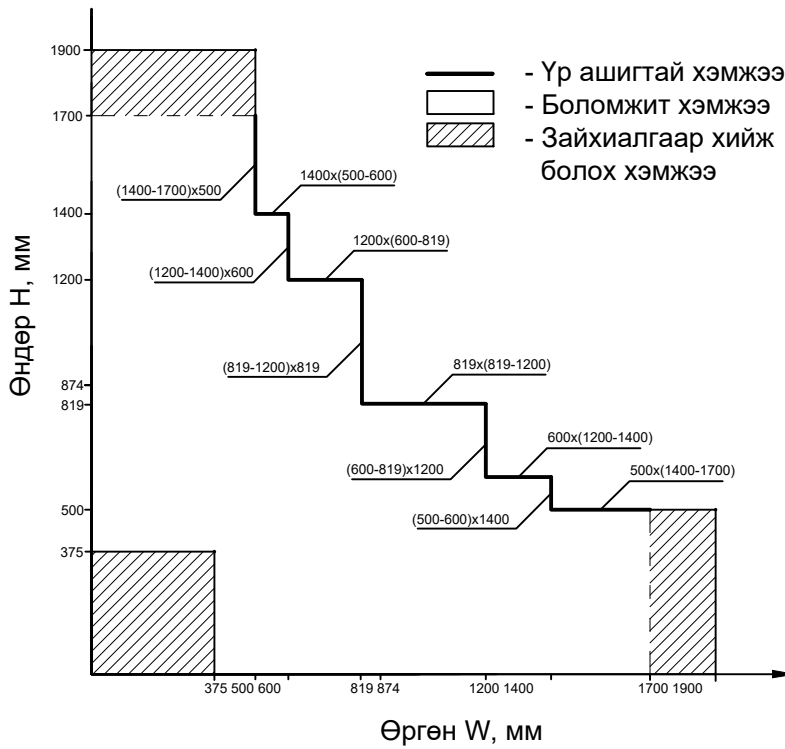 1900
- Үр ашигтай хэмжээ
- Боломжит хэмжээ
1700
- Зайхиалгаар хийж
болох хэмжээ
1400x(500-600)
(1400-1700)x500
1400
1200x(600-819)
(1200-1400)x600
1200
Өндөр H, мм
819x(819-1200)
(819-1200)x819
874
819
600x(1200-1400)
(600-819)x1200
500x(1400-1700)
500
(500-600)x1400
375
375 500 600 819 874 1200 1400 1700 1900
Өргөн W, мм